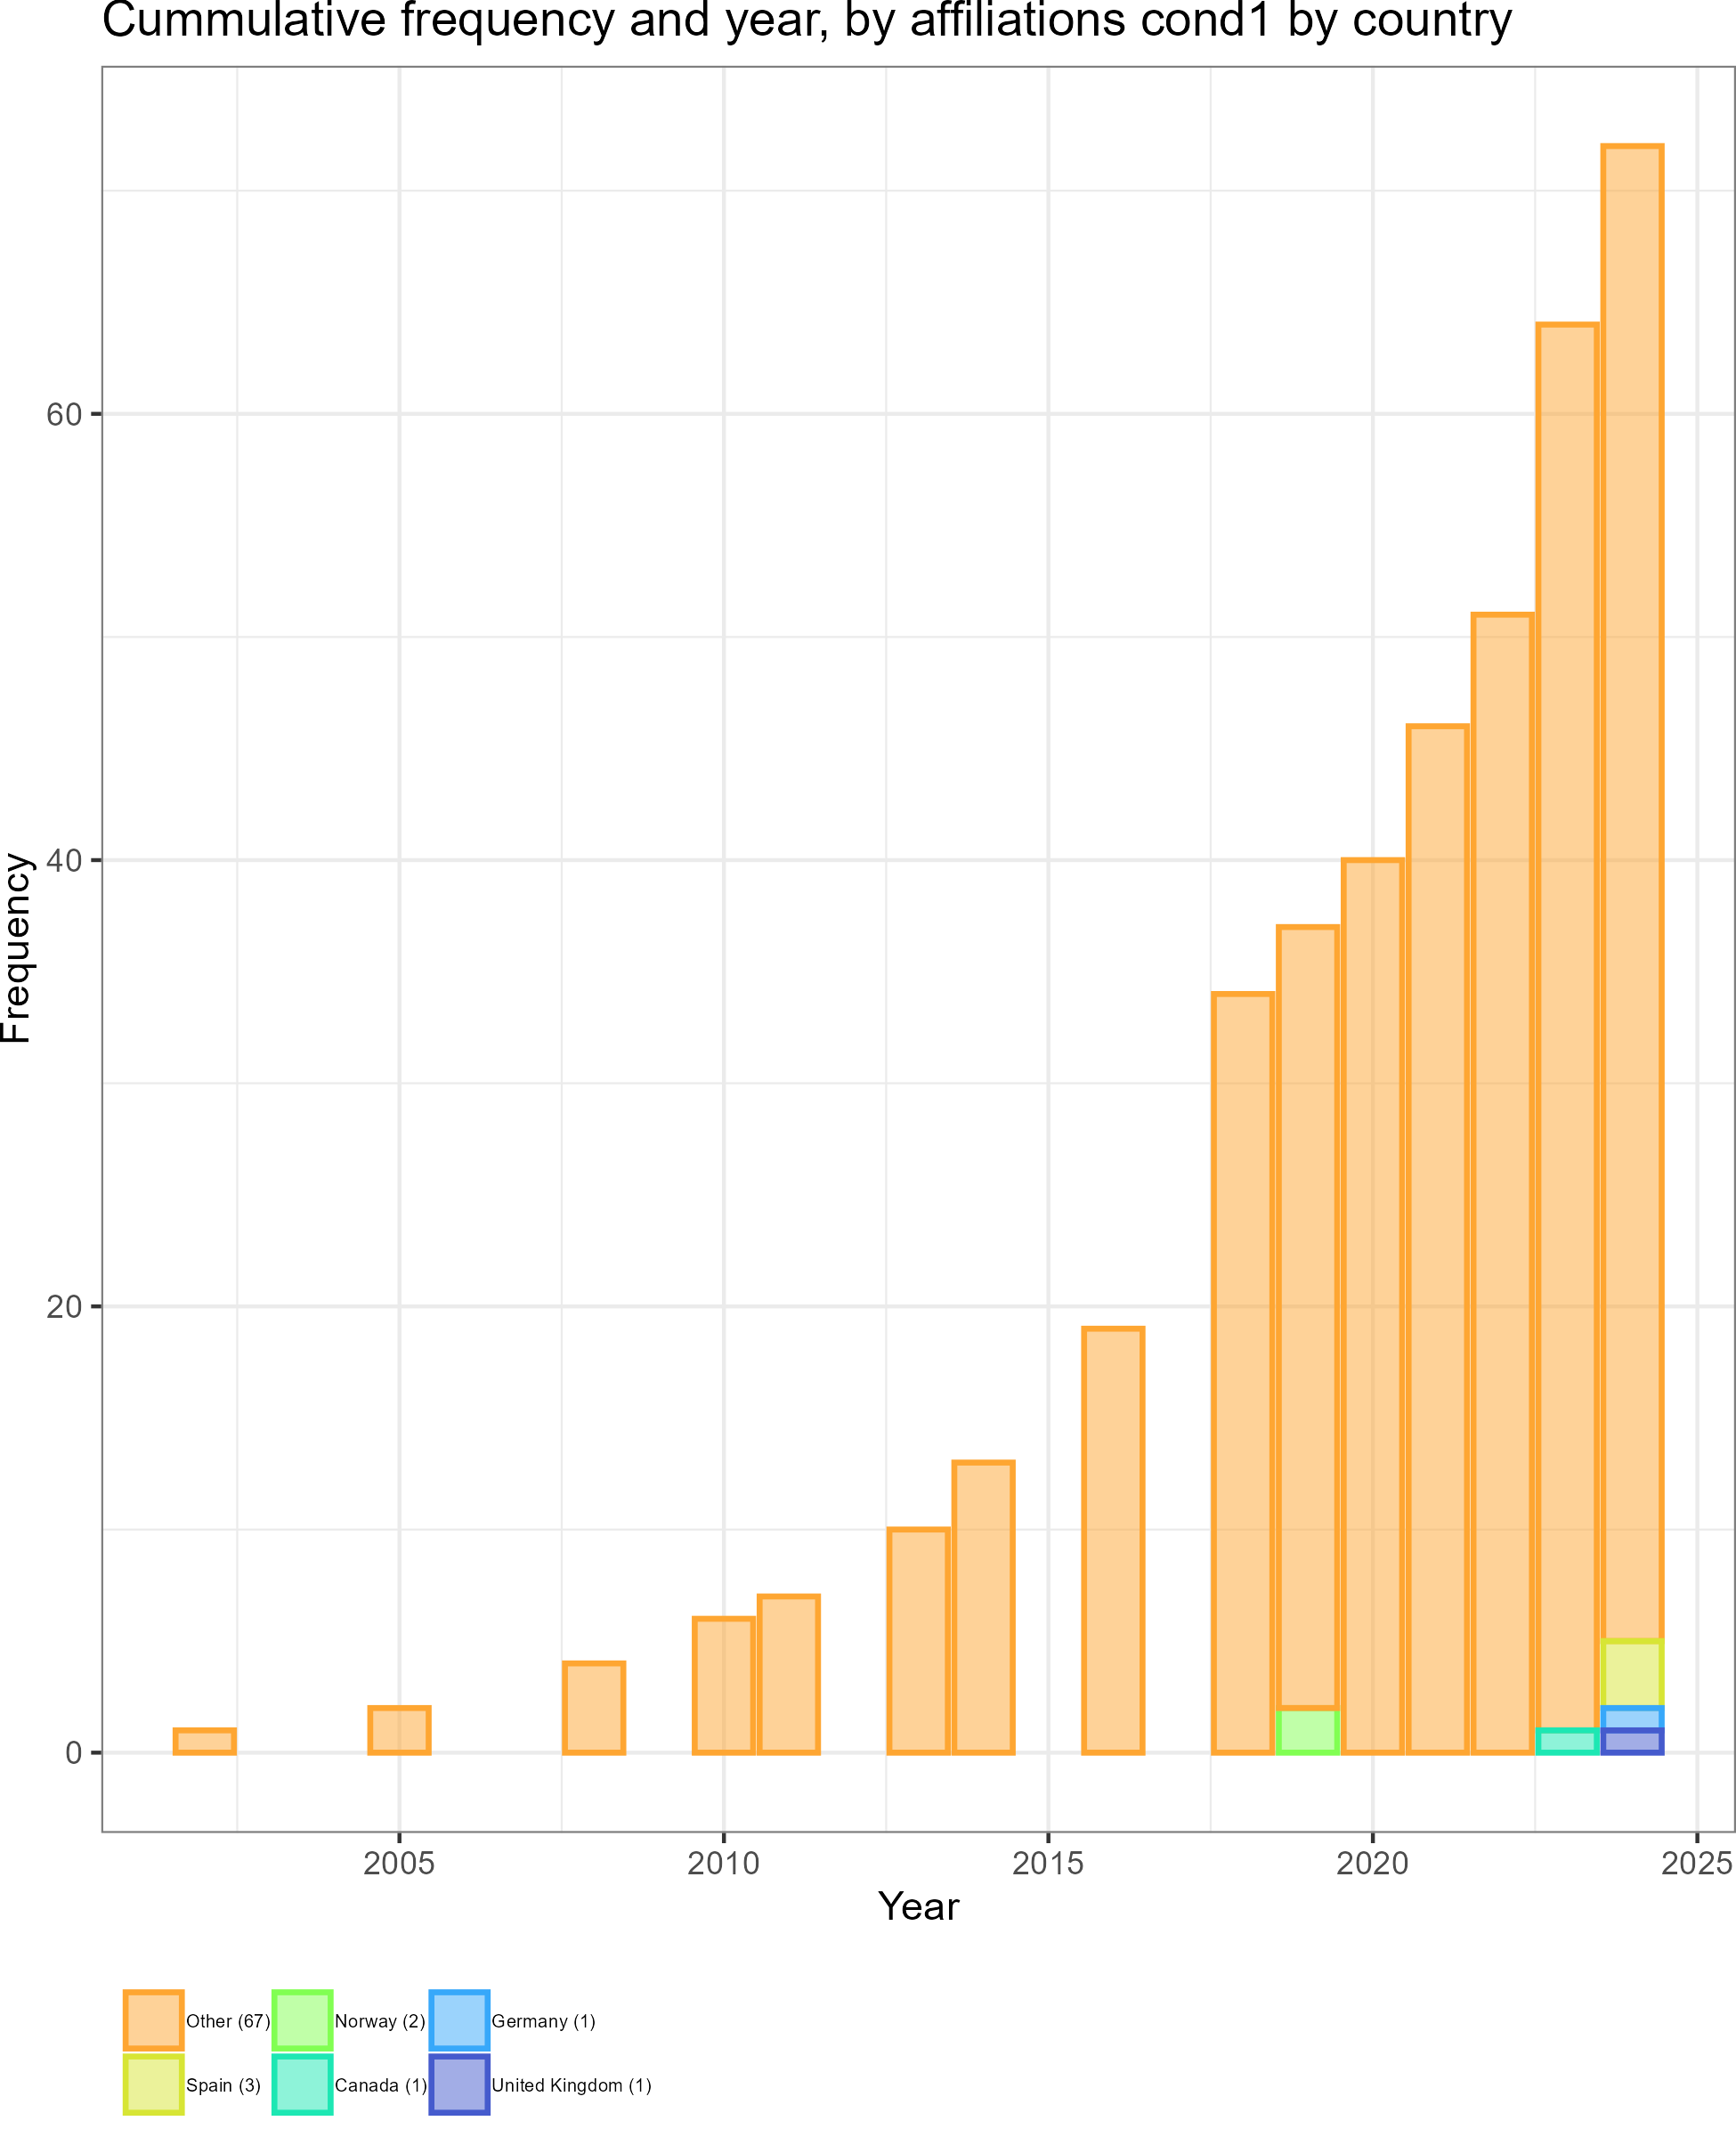 Cummulative frequency and year, by affiliations cond1 by country
Frequency
60
40
20
0
2005 2010 2015 2020 2025
Year
Other (67) Norway (2) Germany (1)
Spain (3) Canada (1) United Kingdom (1)